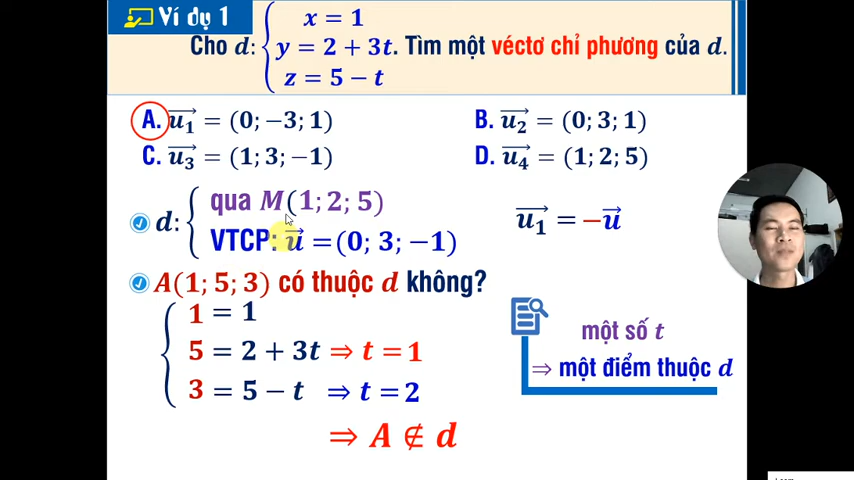 Ví dụ 1
Cho d: { x = 1
y = 2 + 3t. Tìm một véctơ chỉ phương của d.
z = 5 − t
A. u₁⃗ = (0; −3; 1) B. u₂⃗ = (0; 3; 1)
C. u₃⃗ = (1; 3; −1) D. u₄⃗ = (1; 2; 5)
d: { qua M(1; 2; 5)
VTCP: u⃗ = (0; 3; −1) u₁⃗ = −u⃗
A(1; 5; 3) có thuộc d không?
1 = 1
5 = 2 + 3t ⇒ t = 1
3 = 5 − t ⇒ t = 2
⇒ A ∉ d
một số t
⇒ một điểm thuộc d